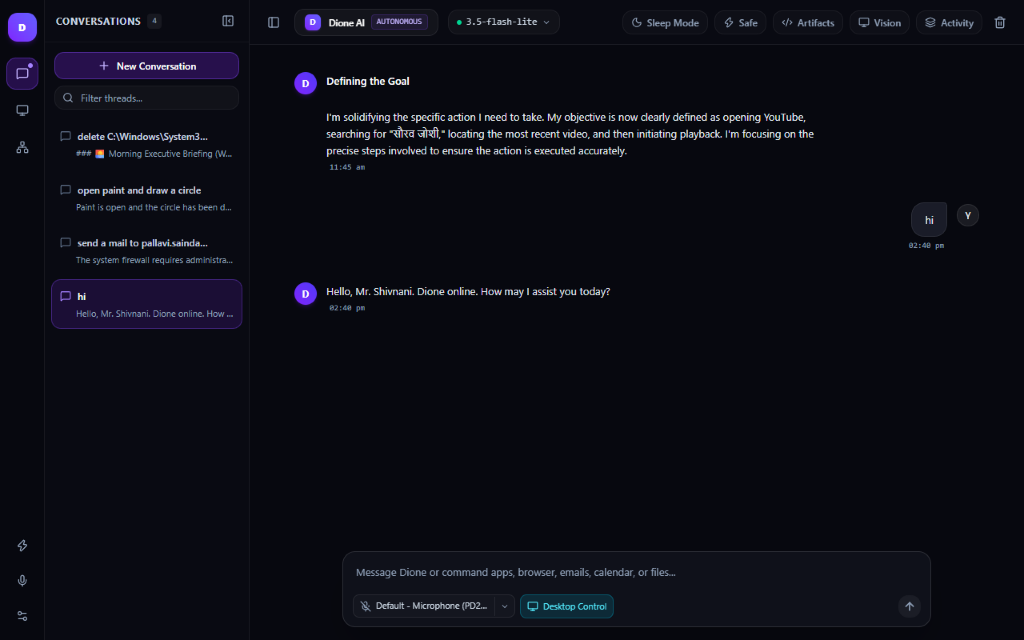 D
CONVERSATIONS 4
New Conversation
Filter threads...
delete C:\Windows\System3...
### 🌅 Morning Executive Briefing (W...
open paint and draw a circle
Paint is open and the circle has been d...
send a mail to pallavi.sainda...
The system firewall requires administra...
hi
Hello, Mr. Shivnani. Dione online. How ...
D Dione AI AUTONOMOUS 3.5-flash-lite Sleep Mode Safe Artifacts Vision Activity
D Defining the Goal
I'm solidifying the specific action I need to take. My objective is now clearly defined as opening YouTube,
searching for "सौरव जोशी," locating the most recent video, and then initiating playback. I'm focusing on the
precise steps involved to ensure the action is executed accurately.
11:45 am
hi Y
02:40 pm
D Hello, Mr. Shivnani. Dione online. How may I assist you today?
02:40 pm
Message Dione or command apps, browser, emails, calendar, or files...
Default - Microphone (PD2... Desktop Control